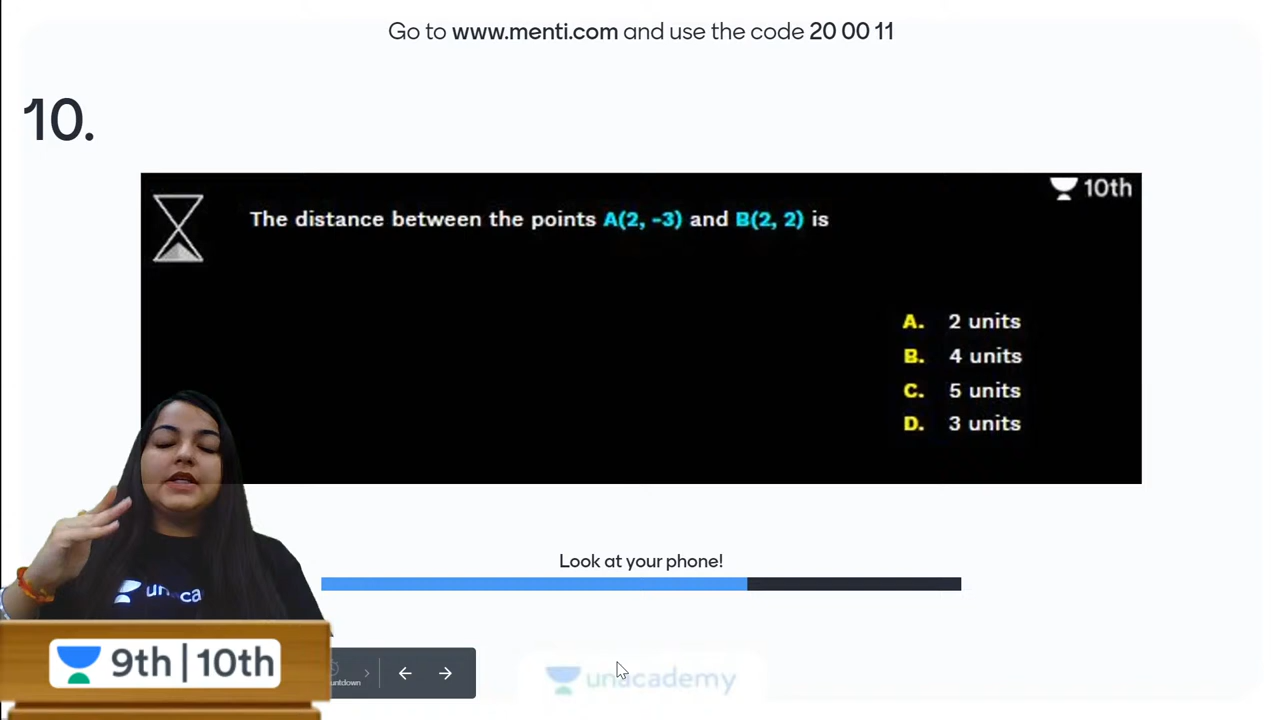 Go to www.menti.com and use the code 20 00 11
10.
10th
The distance between the points A(2, -3) and B(2, 2) is
A. 2 units
B. 4 units
C. 5 units
D. 3 units
Look at your phone!
9th | 10th
unacademy